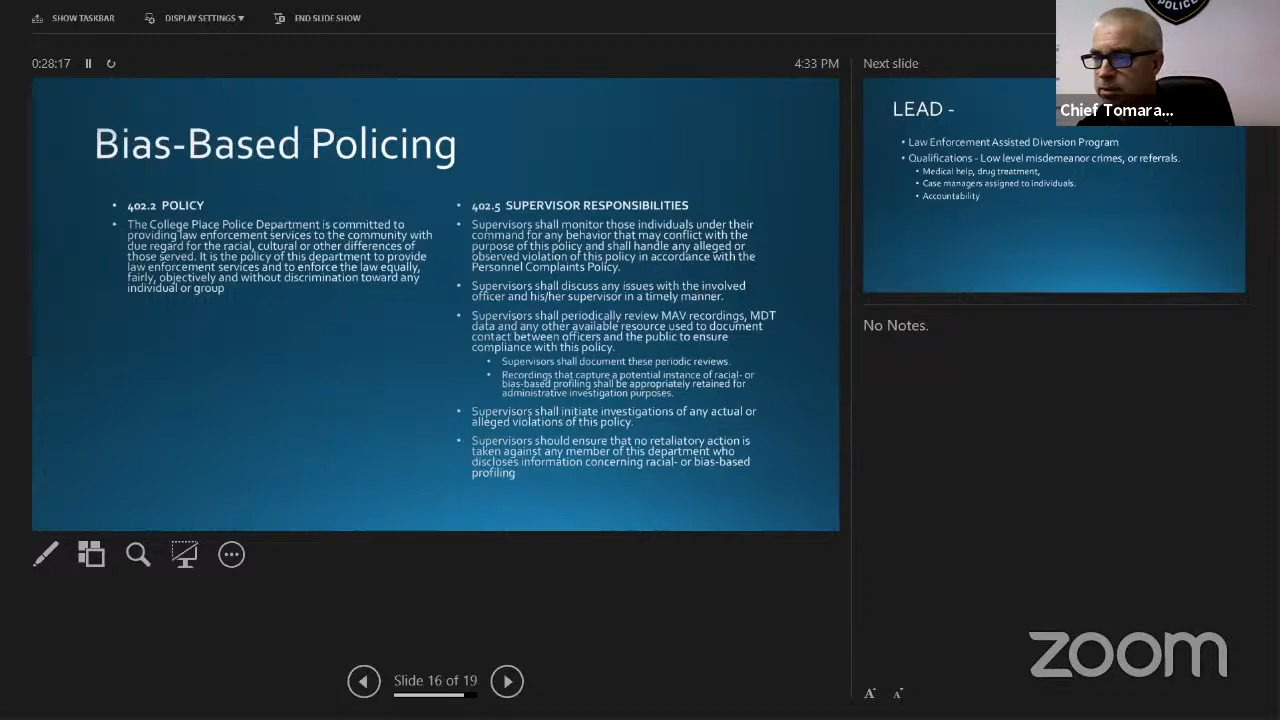 SHOW TASKBAR
DISPLAY SETTINGS ▾
END SLIDE SHOW
0:28:17
4:33 PM
Bias-Based Policing
• 402.2 POLICY
• The College Place Police Department is committed to
providing law enforcement services to the community with
due regard for the racial, cultural or other differences of
those served. It is the policy of this department to provide
law enforcement services and to enforce the law equally,
fairly, objectively and without discrimination toward any
individual or group
• 402.5 SUPERVISOR RESPONSIBILITIES
• Supervisors shall monitor those individuals under their
command for any behavior that may conflict with the
purpose of this policy and shall handle any alleged or
observed violation of this policy in accordance with the
Personnel Complaints Policy.
• Supervisors shall discuss any issues with the involved
officer and his/her supervisor in a timely manner.
• Supervisors shall periodically review MAV recordings, MDT
data and any other available resource used to document
contact between officers and the public to ensure
compliance with this policy.
• Supervisors shall document these periodic reviews.
• Recordings that capture a potential instance of racial- or
bias-based profiling shall be appropriately retained for
administrative investigation purposes.
• Supervisors shall initiate investigations of any actual or
alleged violations of this policy.
• Supervisors should ensure that no retaliatory action is
taken against any member of this department who
discloses information concerning racial- or bias-based
profiling
Slide 16 of 19
Next slide
LEAD -
• Law Enforcement Assisted Diversion Program
• Qualifications - Low level misdemeanor crimes, or referrals.
• Medical help, drug treatment,
• Case managers assigned to individuals.
• Accountability
No Notes.
A A
POLICE
Chief Tomara...
zoom